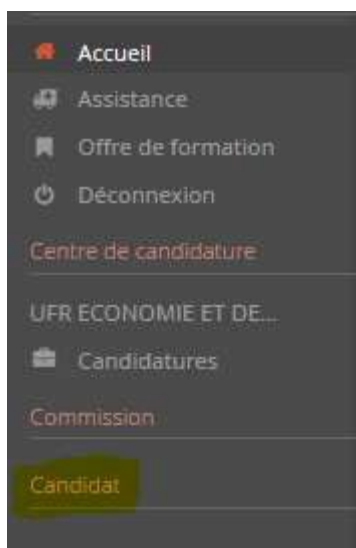 Accueil
Assistance
Offre de formation
Déconnexion
Centre de candidature
UFR ECONOMIE ET DE...
Candidatures
Commission
Candidat